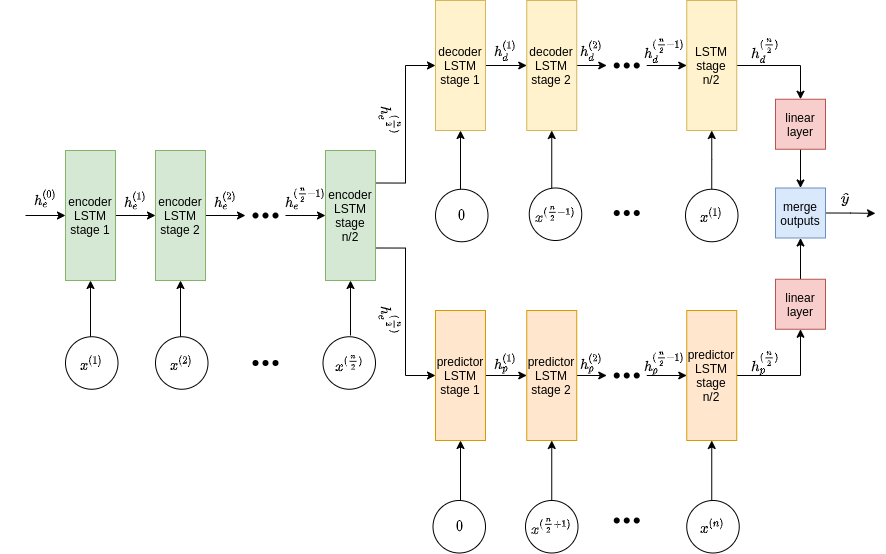 decoder
LSTM
stage 1
h_d^{(1)}
decoder
LSTM
stage 2
h_d^{(2)}
•••
h_d^{(\frac{n}{2}-1)}
LSTM
stage
n/2
h_d^{(\frac{n}{2})}
linear
layer
h_e^{(\frac{n}{2})}
h_e^{(0)}
encoder
LSTM
stage 1
h_e^{(1)}
encoder
LSTM
stage 2
h_e^{(2)}
•••
h_e^{(\frac{n}{2}-1)}
encoder
LSTM
stage
n/2
0
x^{(\frac{n}{2}-1)}
•••
x^{(1)}
merge
outputs
\hat{y}
h_e^{(\frac{n}{2})}
linear
layer
x^{(1)}
x^{(2)}
•••
x^{(\frac{n}{2})}
predictor
LSTM
stage 1
h_p^{(1)}
predictor
LSTM
stage 2
h_p^{(2)}
•••
h_p^{(\frac{n}{2}-1)}
predictor
LSTM
stage
n/2
h_p^{(\frac{n}{2})}
0
x^{(\frac{n}{2}+1)}
•••
x^{(n)}